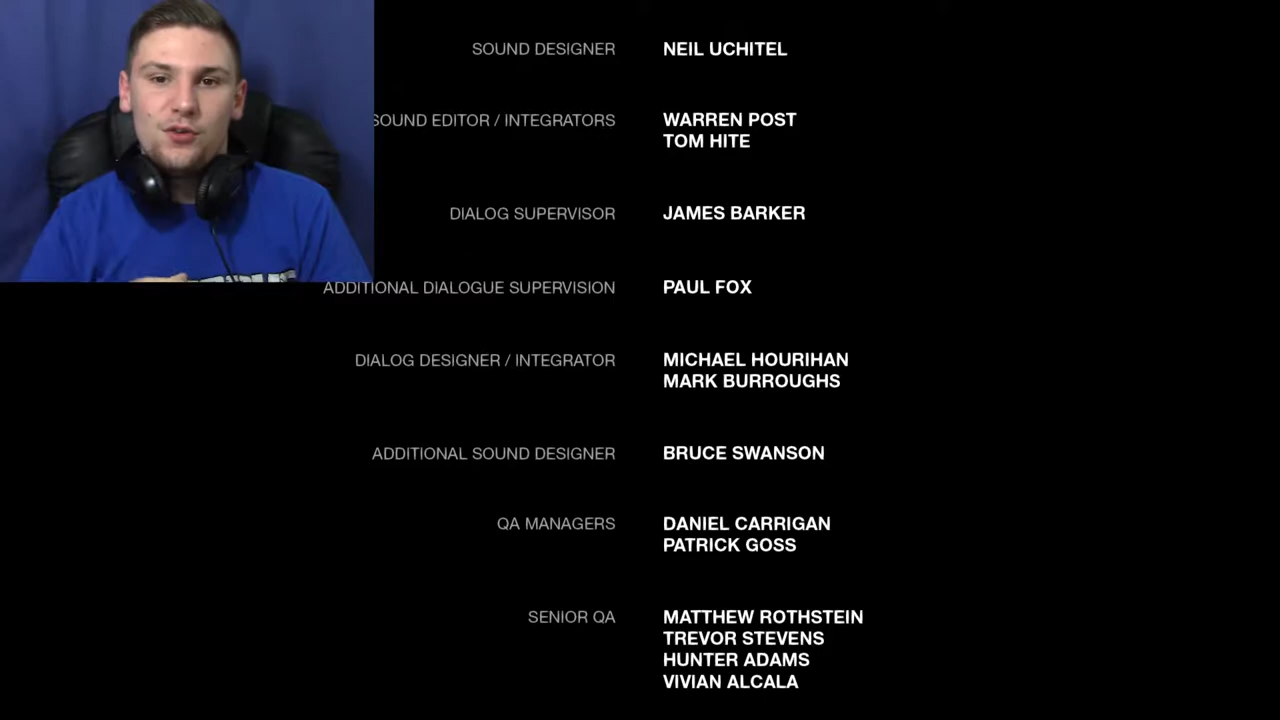 SOUND DESIGNER NEIL UCHITEL
SOUND EDITOR / INTEGRATORS WARREN POST
TOM HITE
DIALOG SUPERVISOR JAMES BARKER
ADDITIONAL DIALOGUE SUPERVISION PAUL FOX
DIALOG DESIGNER / INTEGRATOR MICHAEL HOURIHAN
MARK BURROUGHS
ADDITIONAL SOUND DESIGNER BRUCE SWANSON
QA MANAGERS DANIEL CARRIGAN
PATRICK GOSS
SENIOR QA MATTHEW ROTHSTEIN
TREVOR STEVENS
HUNTER ADAMS
VIVIAN ALCALA